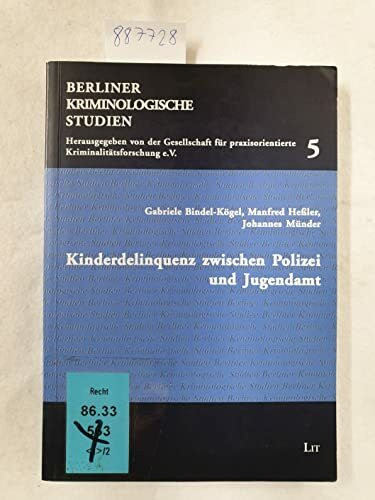 887728
BERLINER
KRIMINOLOGISCHE
STUDIEN
Herausgegeben von der Gesellschaft für praxisorientierte
Kriminalitätsforschung e.V.
5
Gabriele Bindel-Kögel, Manfred Heßler,
Johannes Münder
Kinderdelinquenz zwischen Polizei
und Jugendamt
Recht
86.33
LIT